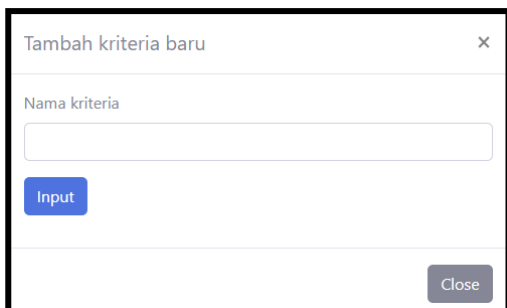 Tambah kriteria baru ×
Nama kriteria
Input
Close